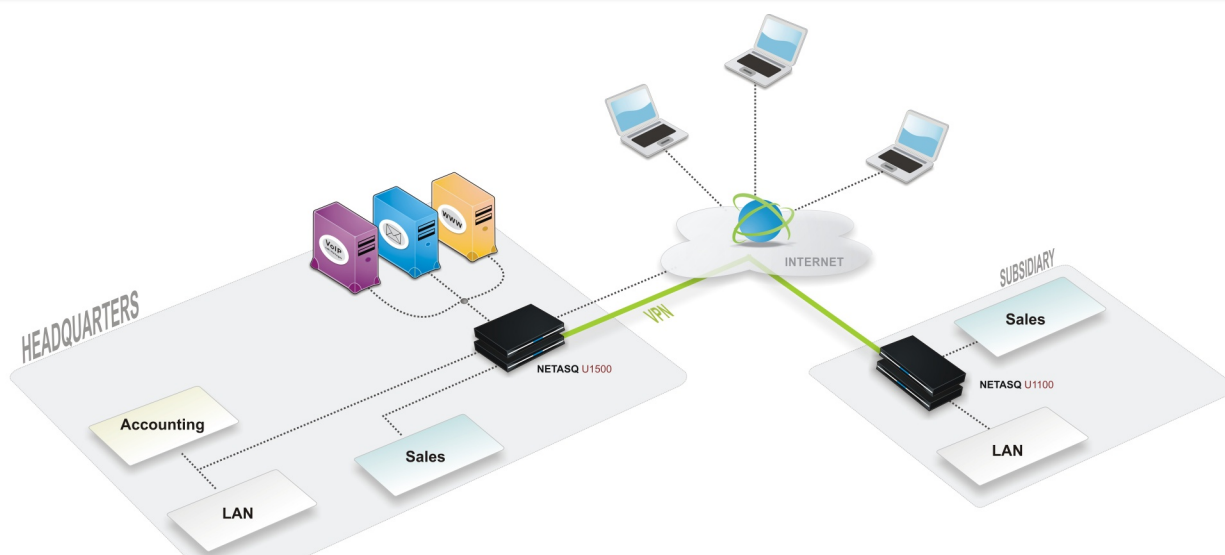 INTERNET
SUBSIDIARY
WWW
VoIP
HEADQUARTERS
VPN
Sales
NETASQ U1500
NETASQ U1100
Accounting
Sales
LAN
LAN